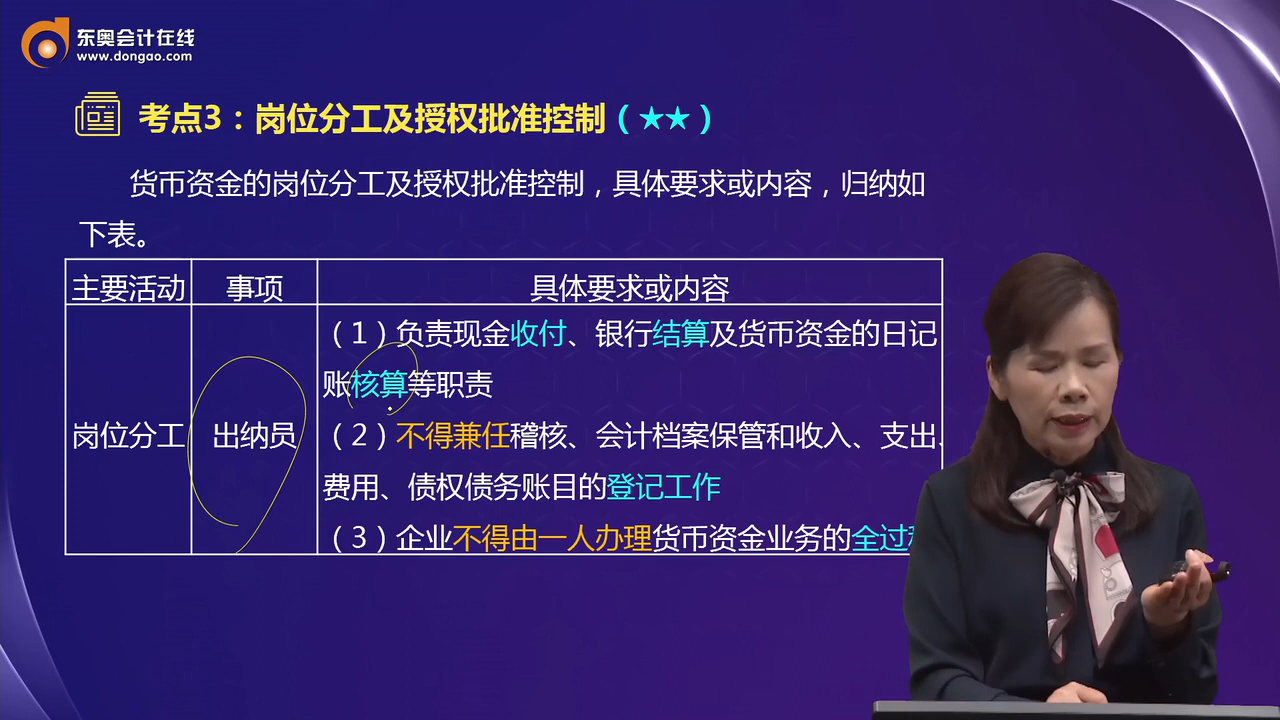 东奥会计在线
www.dongao.com
考点3：岗位分工及授权批准控制（★★）
货币资金的岗位分工及授权批准控制，具体要求或内容，归纳如
下表。
主要活动 事项 具体要求或内容
岗位分工 出纳员
（1）负责现金收付、银行结算及货币资金的日记
账核算等职责
（2）不得兼任稽核、会计档案保管和收入、支出、
费用、债权债务账目的登记工作
（3）企业不得由一人办理货币资金业务的全过